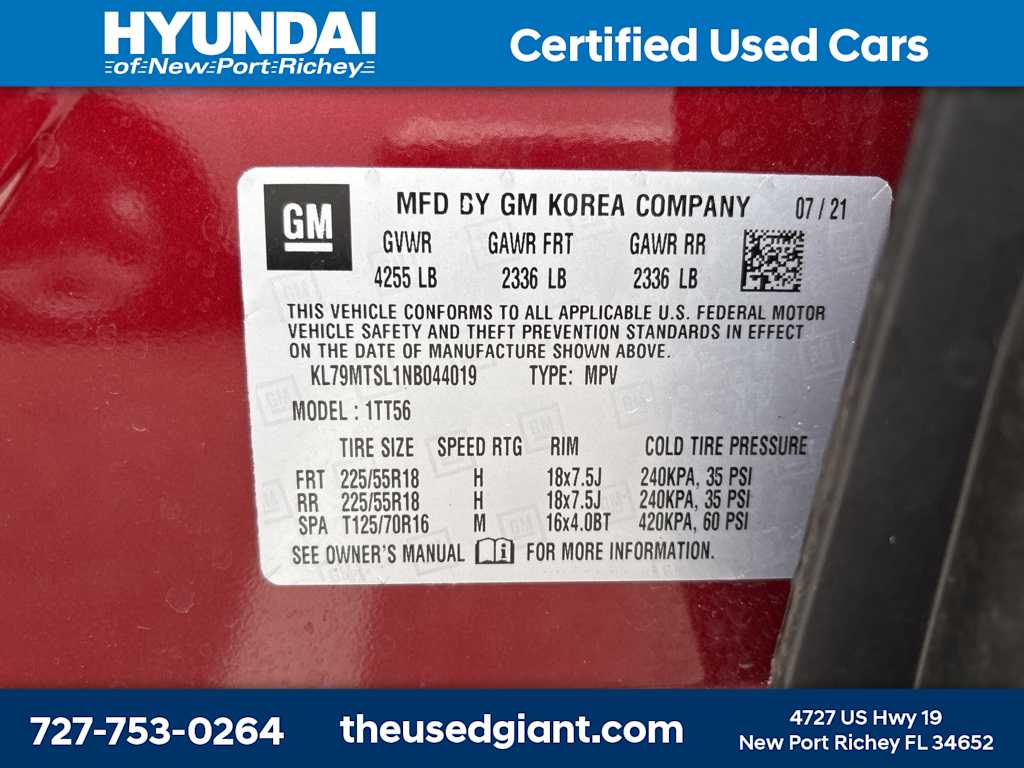 HYUNDAI
of New Port Richey
Certified Used Cars
GM
MFD BY GM KOREA COMPANY 07/21
GVWR GAWR FRT GAWR RR
4255 LB 2336 LB 2336 LB
THIS VEHICLE CONFORMS TO ALL APPLICABLE U.S. FEDERAL MOTOR
VEHICLE SAFETY AND THEFT PREVENTION STANDARDS IN EFFECT
ON THE DATE OF MANUFACTURE SHOWN ABOVE.
KL79MTSL1NB044019 TYPE: MPV
MODEL: 1TT56
TIRE SIZE SPEED RTG RIM COLD TIRE PRESSURE
FRT 225/55R18 H 18x7.5J 240KPA, 35 PSI
RR 225/55R18 H 18x7.5J 240KPA, 35 PSI
SPA T125/70R16 M 16x4.0BT 420KPA, 60 PSI
SEE OWNER'S MANUAL FOR MORE INFORMATION.
727-753-0264
theusedgiant.com
4727 US Hwy 19
New Port Richey FL 34652